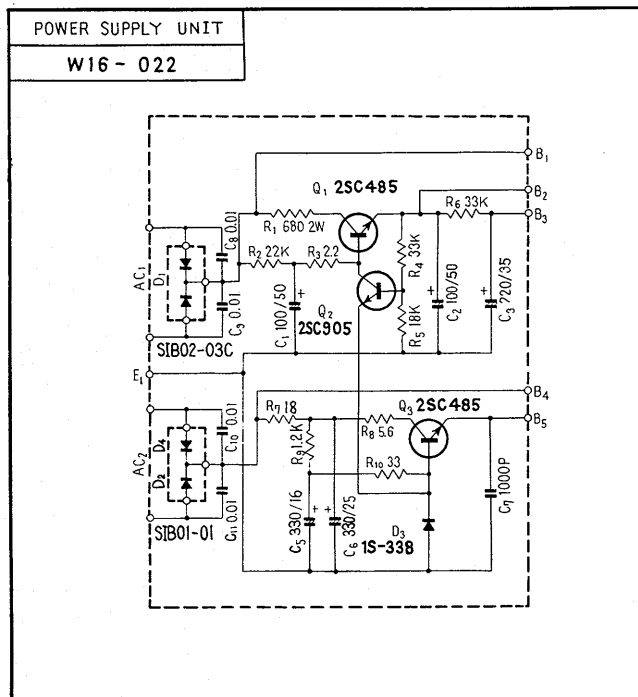 POWER SUPPLY UNIT
W16-022
B1
Q1 2SC485
B2
R6 33K
B3
R1 680 2W
C8 0.01
R2 22K
R3 2.2
R4 33K
AC1
D1
C9 0.01
C1 100/50
Q2
2SC905
R5 18K
C2 100/50
C3 220/35
SIB02-03C
E1
B4
Q3 2SC485
R7 18
B5
C10 0.01
R8 5.6
R9 1.2K
AC2
D4
D2
R10 33
C7 1000P
C11 0.01
SIB01-01
C5 330/16
C6 330/25
D3
1S-338